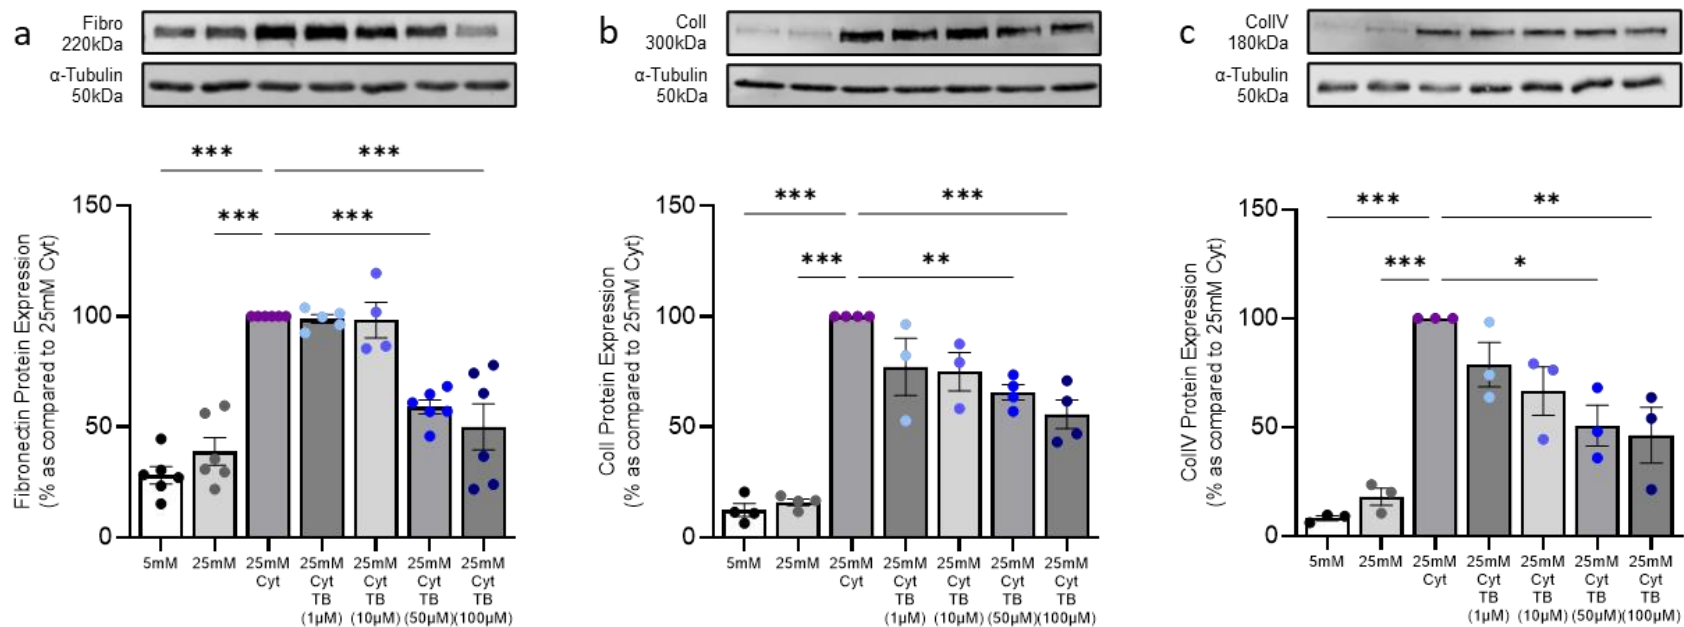 a
Fibro
220kDa
α-Tubulin
50kDa
***
***
***
***
Fibronectin Protein Expression
(% as compared to 25mM Cyt)
150
100
50
0
5mM
25mM
25mM
Cyt
25mM
Cyt
TB
(1µM)
25mM
Cyt
TB
(10µM)
25mM
Cyt
TB
(50µM)
25mM
Cyt
TB
(100µM)
b
ColI
300kDa
α-Tubulin
50kDa
***
***
***
**
ColI Protein Expression
(% as compared to 25mM Cyt)
150
100
50
0
5mM
25mM
25mM
Cyt
25mM
Cyt
TB
(1µM)
25mM
Cyt
TB
(10µM)
25mM
Cyt
TB
(50µM)
25mM
Cyt
TB
(100µM)
c
ColIV
180kDa
α-Tubulin
50kDa
***
**
***
*
ColIV Protein Expression
(% as compared to 25mM Cyt)
150
100
50
0
5mM
25mM
25mM
Cyt
25mM
Cyt
TB
(1µM)
25mM
Cyt
TB
(10µM)
25mM
Cyt
TB
(50µM)
25mM
Cyt
TB
(100µM)